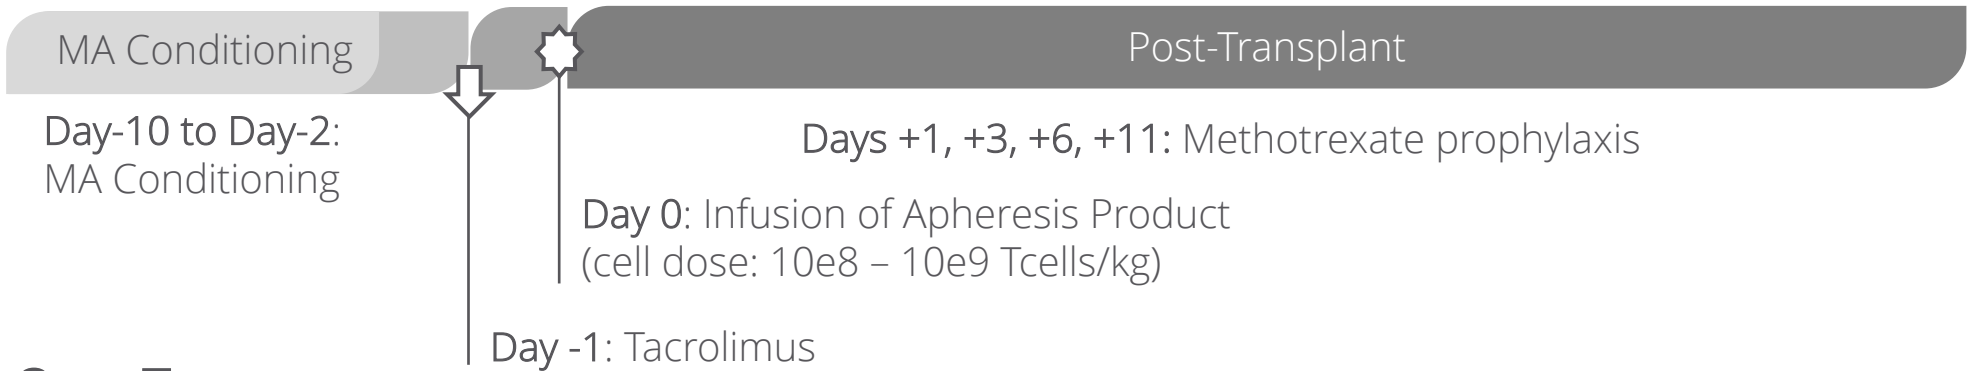 MA Conditioning
Post-Transplant
Day-10 to Day-2:
MA Conditioning
Days +1, +3, +6, +11: Methotrexate prophylaxis
Day 0: Infusion of Apheresis Product
(cell dose: 10e8 – 10e9 Tcells/kg)
Day -1: Tacrolimus